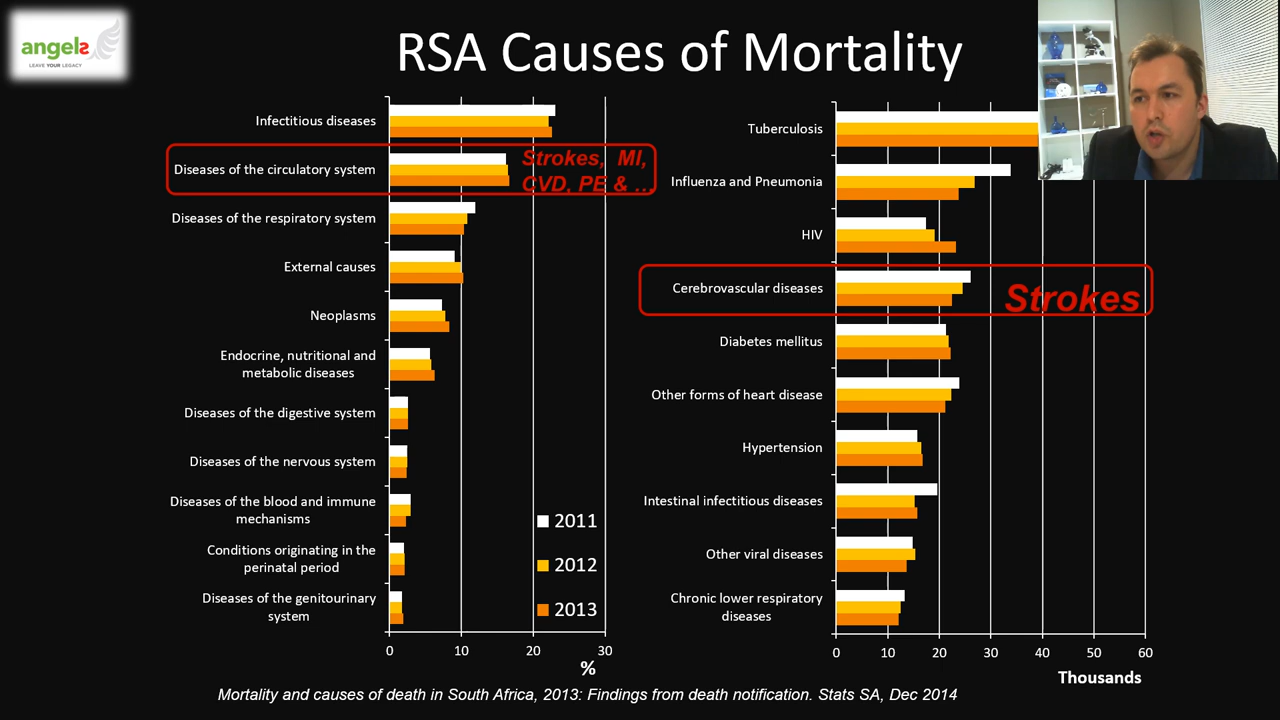 angels
LEAVE YOUR LEGACY
RSA Causes of Mortality
Infectitious diseases
Diseases of the circulatory system
Strokes, MI,
CVD, PE & ...
Diseases of the respiratory system
External causes
Neoplasms
Endocrine, nutritional and
metabolic diseases
Diseases of the digestive system
Diseases of the nervous system
Diseases of the blood and immune
mechanisms
Conditions originating in the
perinatal period
Diseases of the genitourinary
system
2011
2012
2013
0 10 20 30
%
Tuberculosis
Influenza and Pneumonia
HIV
Cerebrovascular diseases
Strokes
Diabetes mellitus
Other forms of heart disease
Hypertension
Intestinal infectitious diseases
Other viral diseases
Chronic lower respiratory
diseases
0 10 20 30 40 50 60
Thousands
Mortality and causes of death in South Africa, 2013: Findings from death notification. Stats SA, Dec 2014